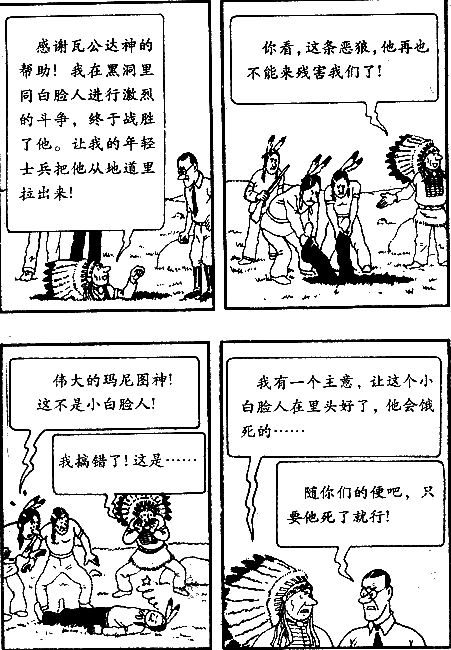 感谢瓦公达神的
帮助！我在黑洞里
同白脸人进行激烈
的斗争，终于战胜
了他。让我的年轻
士兵把他从地道里
拉出来！
你看，这条恶狼，他再也
不能来残害我们了！
伟大的玛尼图神！
这不是小白脸人！
我搞错了！这是……
我有一个主意，让这个小
白脸人在里头好了，他会饿
死的……
随你们的便吧，只
要他死了就行！